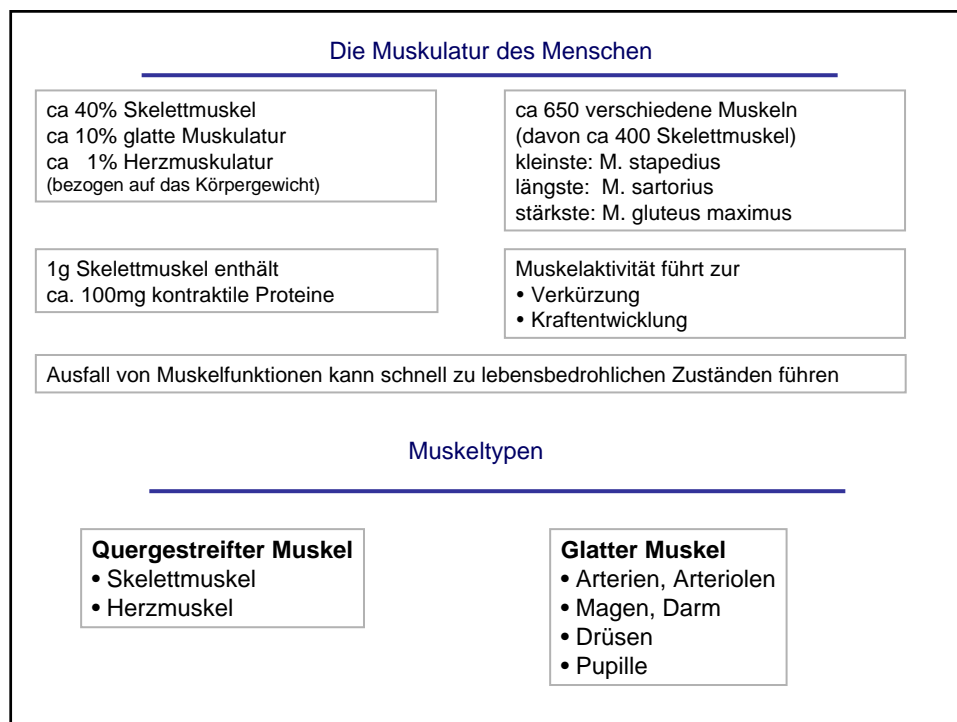 Die Muskulatur des Menschen
ca 40% Skelettmuskel
ca 10% glatte Muskulatur
ca 1% Herzmuskulatur
(bezogen auf das Körpergewicht)
ca 650 verschiedene Muskeln
(davon ca 400 Skelettmuskel)
kleinste: M. stapedius
längste: M. sartorius
stärkste: M. gluteus maximus
1g Skelettmuskel enthält
ca. 100mg kontraktile Proteine
Muskelaktivität führt zur
• Verkürzung
• Kraftentwicklung
Ausfall von Muskelfunktionen kann schnell zu lebensbedrohlichen Zuständen führen
Muskeltypen
Quergestreifter Muskel
• Skelettmuskel
• Herzmuskel
Glatter Muskel
• Arterien, Arteriolen
• Magen, Darm
• Drüsen
• Pupille